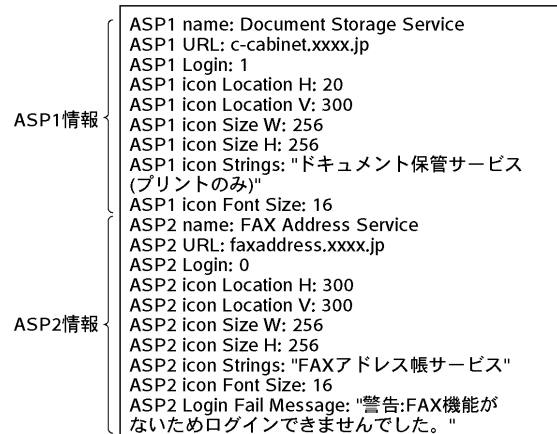 ASP1情報
ASP1 name: Document Storage Service
ASP1 URL: c-cabinet.xxxx.jp
ASP1 Login: 1
ASP1 icon Location H: 20
ASP1 icon Location V: 300
ASP1 icon Size W: 256
ASP1 icon Size H: 256
ASP1 icon Strings: "ドキュメント保管サービス
(プリントのみ)"
ASP1 icon Font Size: 16
ASP2情報
ASP2 name: FAX Address Service
ASP2 URL: faxaddress.xxxx.jp
ASP2 Login: 0
ASP2 icon Location H: 300
ASP2 icon Location V: 300
ASP2 icon Size W: 256
ASP2 icon Size H: 256
ASP2 icon Strings: "FAXアドレス帳サービス"
ASP2 icon Font Size: 16
ASP2 Login Fail Message: "警告:FAX機能が
ないためログインできませんでした。"